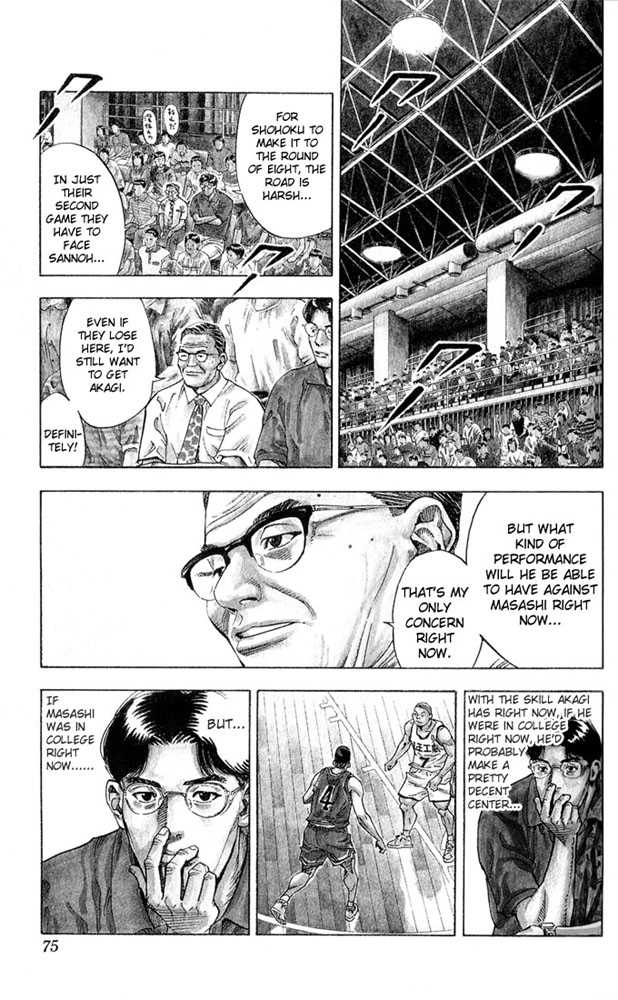 FOR
SHOHOKU TO
MAKE IT TO
THE ROUND
OF EIGHT, THE
ROAD IS
HARSH...
IN JUST
THEIR
SECOND
GAME THEY
HAVE TO
FACE
SANNOH...
EVEN IF
THEY LOSE
HERE, I'D
STILL WANT
TO GET
AKAGI.
DEFINI-
TELY!
BUT WHAT
KIND OF
PERFORMANCE
WILL HE BE ABLE
TO HAVE AGAINST
MASASHI RIGHT
NOW...
THAT'S MY
ONLY
CONCERN
RIGHT
NOW.
WITH THE SKILL AKAGI
HAS RIGHT NOW, IF HE
WERE IN COLLEGE
RIGHT NOW, HE'D
PROBABLY
MAKE A
PRETTY
DECENT
CENTER...
7
4
BUT...
IF
MASASHI
WAS IN
COLLEGE
RIGHT
NOW......
75